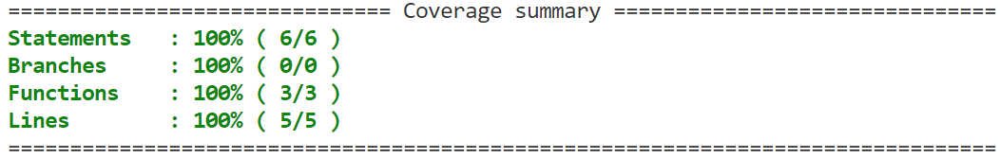 =============================== Coverage summary ===============================
Statements   : 100% ( 6/6 )
Branches     : 100% ( 0/0 )
Functions    : 100% ( 3/3 )
Lines        : 100% ( 5/5 )
================================================================================